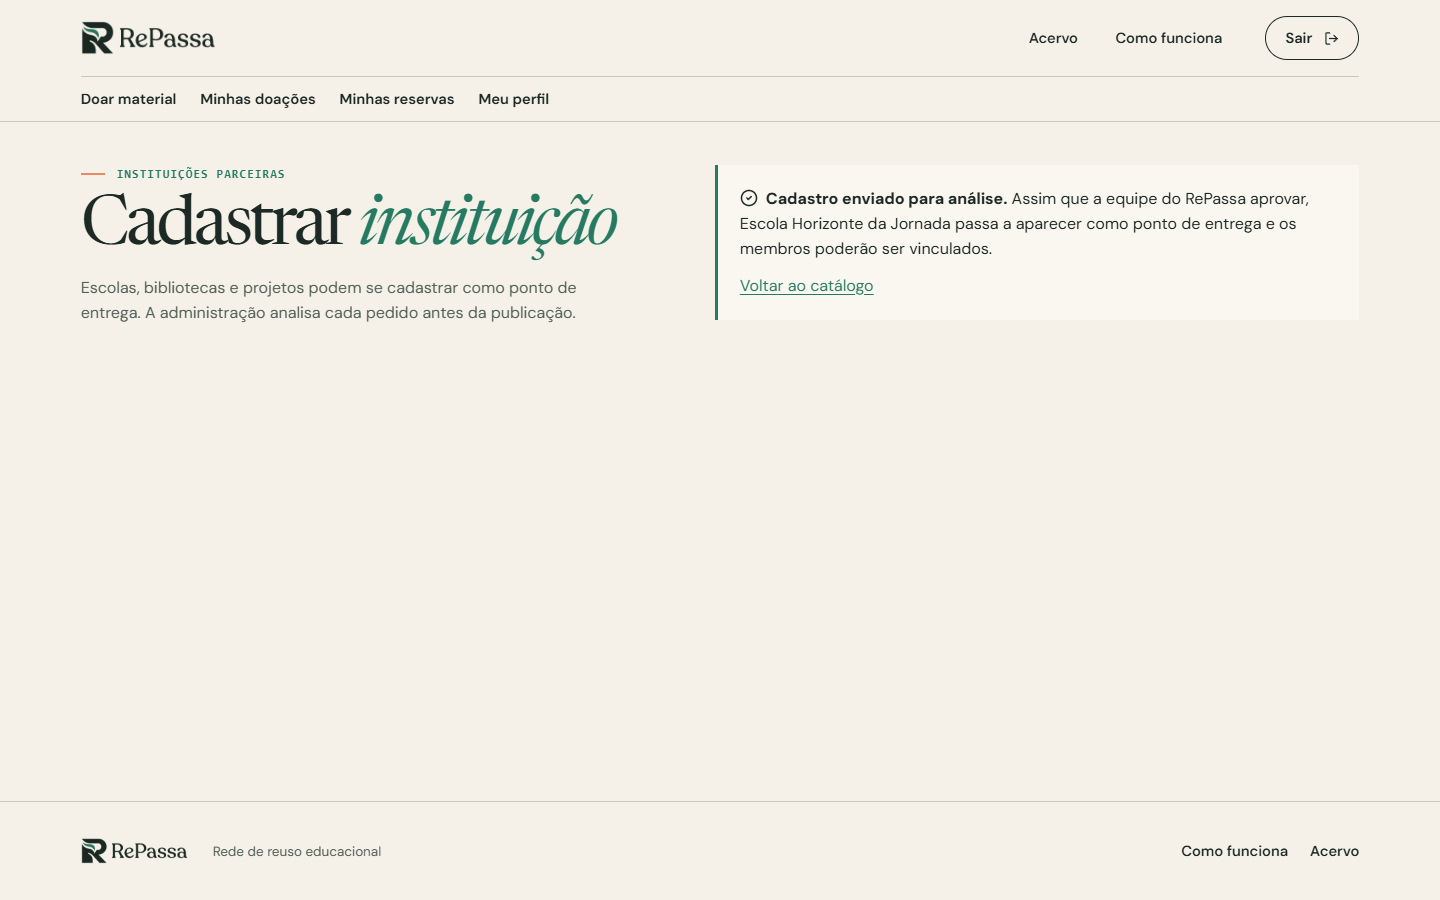 RePassa
Acervo
Como funciona
Sair
Doar material
Minhas doações
Minhas reservas
Meu perfil
INSTITUIÇÕES PARCEIRAS
Cadastrar instituição
Escolas, bibliotecas e projetos podem se cadastrar como ponto de
entrega. A administração analisa cada pedido antes da publicação.
Cadastro enviado para análise. Assim que a equipe do RePassa aprovar,
Escola Horizonte da Jornada passa a aparecer como ponto de entrega e os
membros poderão ser vinculados.
Voltar ao catálogo
RePassa
Rede de reuso educacional
Como funciona
Acervo